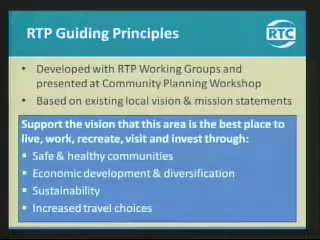 RTP Guiding Principles
RTC
• Developed with RTP Working Groups and
presented at Community Planning Workshop
• Based on existing local vision & mission statements
Support the vision that this area is the best place to
live, work, recreate, visit and invest through:
▪ Safe & healthy communities
▪ Economic development & diversification
▪ Sustainability
▪ Increased travel choices